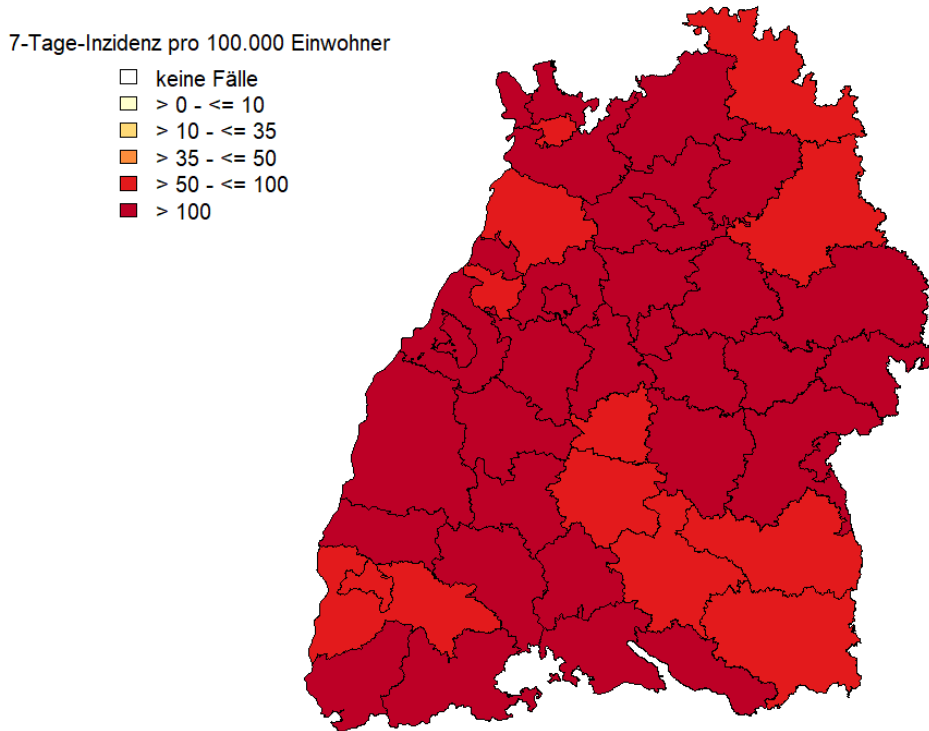 7-Tage-Inzidenz pro 100.000 Einwohner
keine Fälle
> 0 - <= 10
> 10 - <= 35
> 35 - <= 50
> 50 - <= 100
> 100